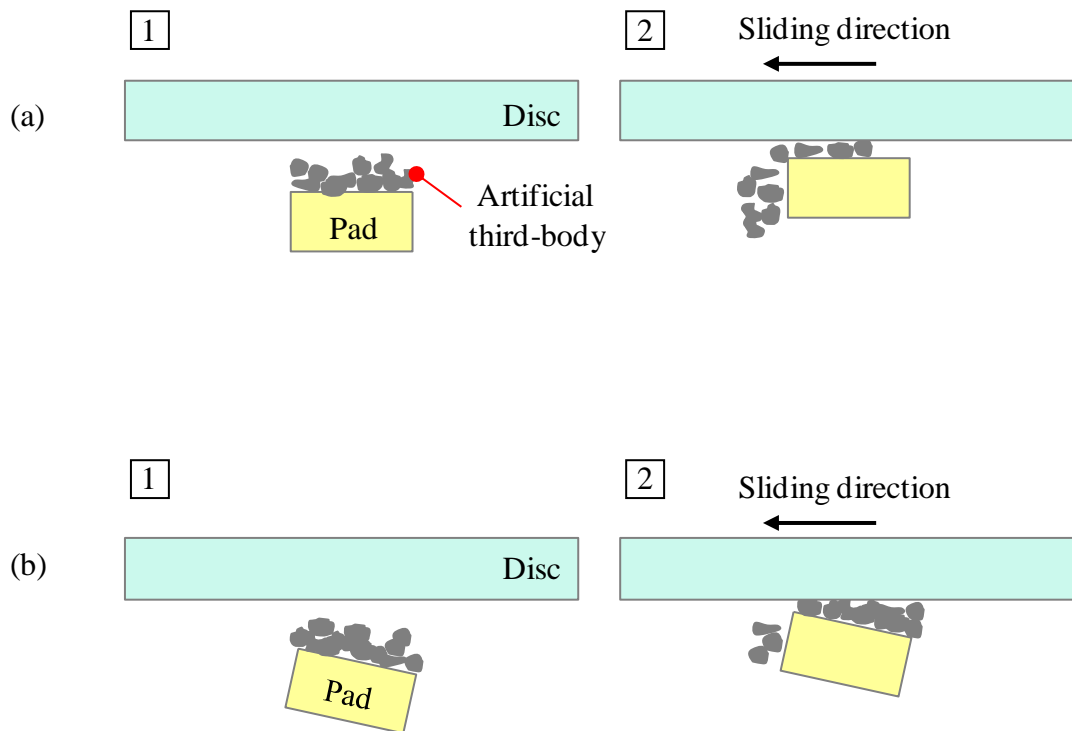 1
2
Sliding direction
(a)
Disc
Artificial
third-body
Pad
1
2
Sliding direction
(b)
Disc
Pad